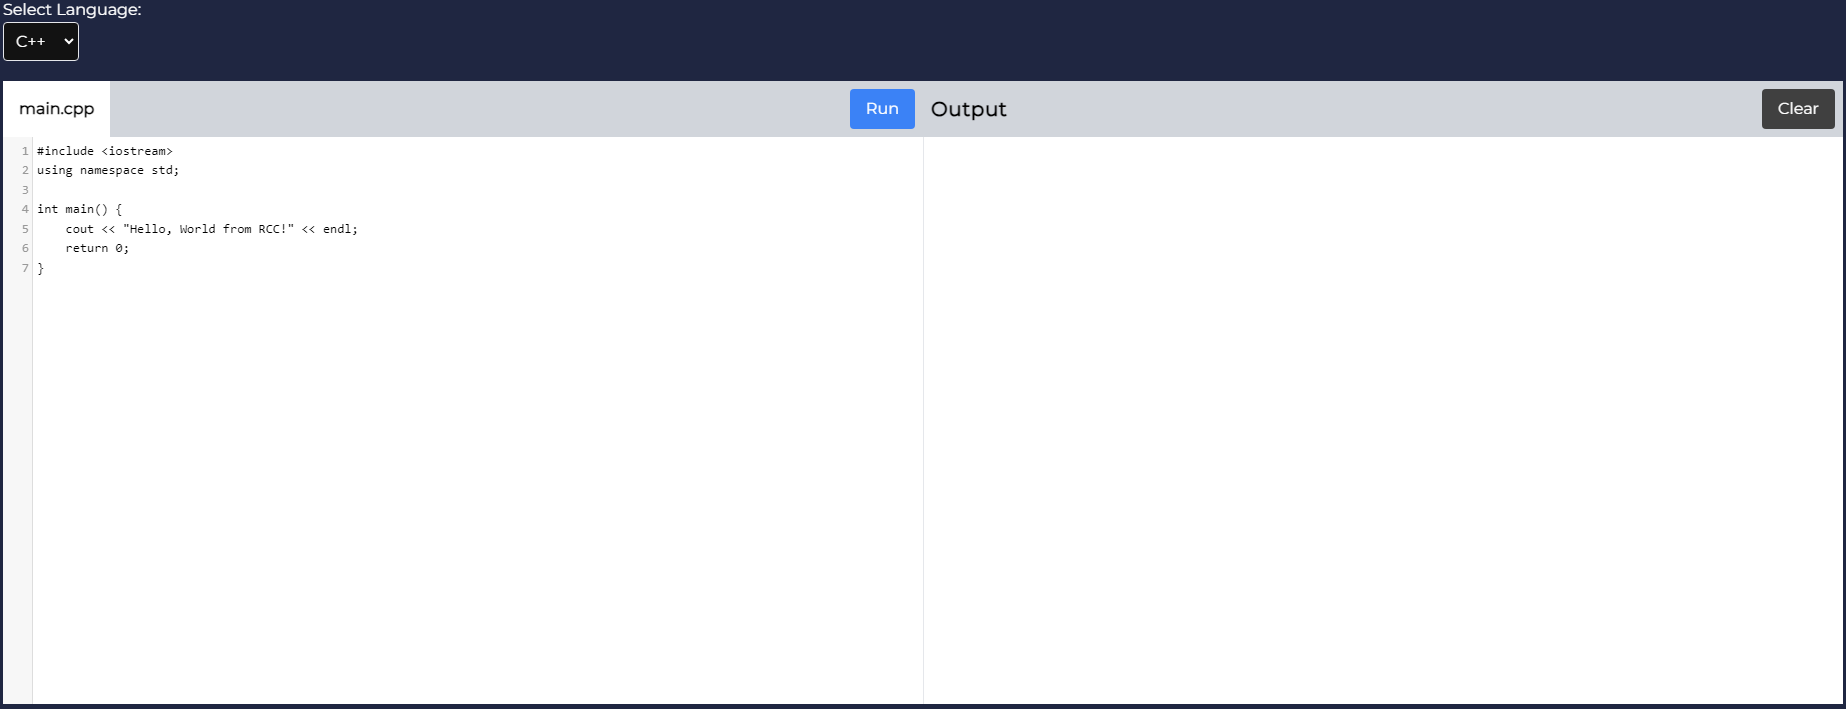 Select Language:
C++
main.cpp
Run
Output
Clear
1 #include <iostream>
2 using namespace std;
3
4 int main() {
5     cout << "Hello, World from RCC!" << endl;
6     return 0;
7 }